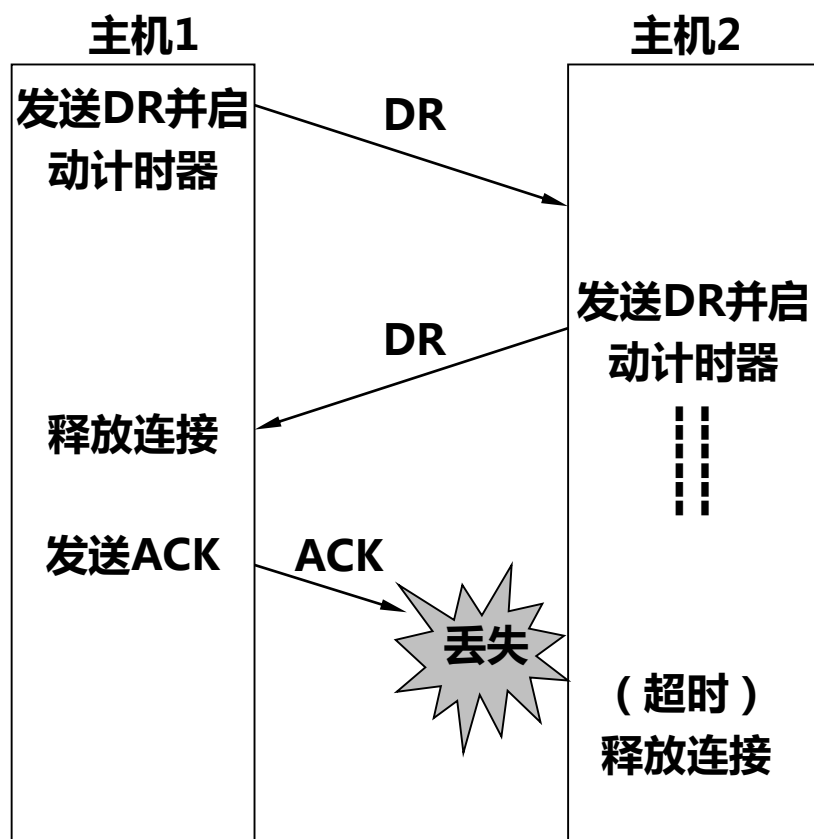 主机1
主机2
发送DR并启
动计时器
DR
发送DR并启
动计时器
DR
释放连接
发送ACK
ACK
丢失
（超时）
释放连接